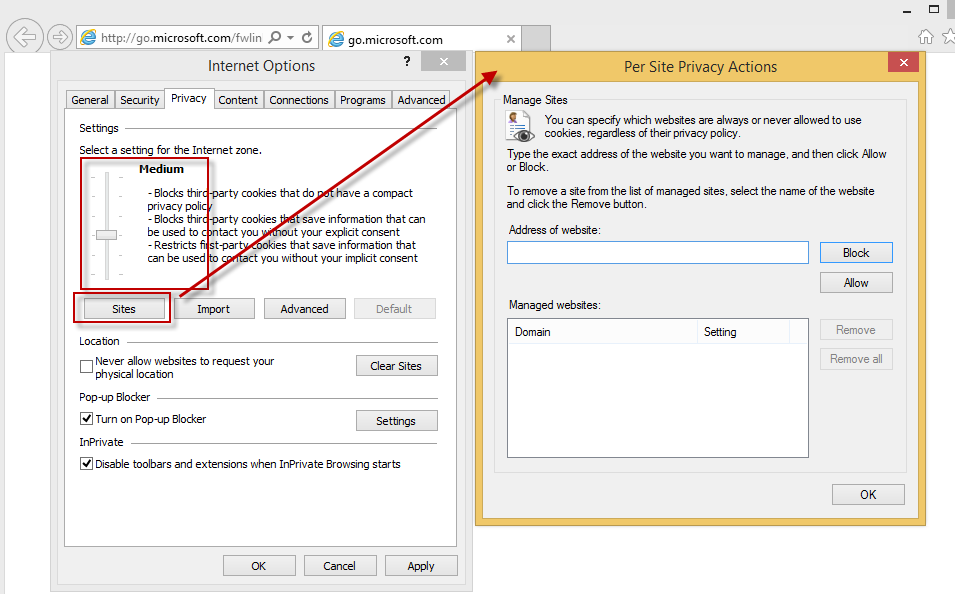 http://go.microsoft.com/fwlin
go.microsoft.com
Internet Options
?
General
Security
Privacy
Content
Connections
Programs
Advanced
Settings
Select a setting for the Internet zone.
Medium
- Blocks third-party cookies that do not have a compact
privacy policy
- Blocks third-party cookies that save information that can
be used to contact you without your explicit consent
- Restricts first-party cookies that save information that
can be used to contact you without your implicit consent
Sites
Import
Advanced
Default
Location
Never allow websites to request your
physical location
Clear Sites
Pop-up Blocker
Turn on Pop-up Blocker
Settings
InPrivate
Disable toolbars and extensions when InPrivate Browsing starts
OK
Cancel
Apply
Per Site Privacy Actions
Manage Sites
You can specify which websites are always or never allowed to use
cookies, regardless of their privacy policy.
Type the exact address of the website you want to manage, and then click Allow
or Block.
To remove a site from the list of managed sites, select the name of the website
and click the Remove button.
Address of website:
Block
Allow
Managed websites:
Domain
Setting
Remove
Remove all
OK